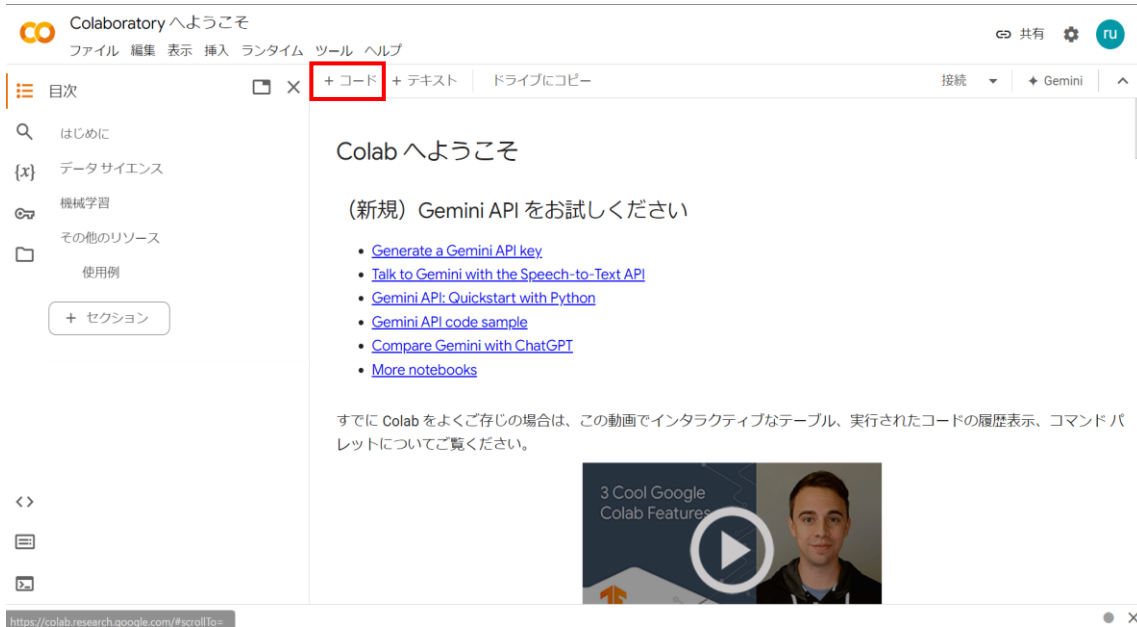 Colaboratory へようこそ
ファイル 編集 表示 挿入 ランタイム ツール ヘルプ
共有
ru
目次
+ コード + テキスト ドライブにコピー
接続
Gemini
はじめに
データ サイエンス
機械学習
その他のリソース
使用例
+ セクション
{x}
Colab へようこそ
（新規）Gemini API をお試しください
• Generate a Gemini API key
• Talk to Gemini with the Speech-to-Text API
• Gemini API: Quickstart with Python
• Gemini API code sample
• Compare Gemini with ChatGPT
• More notebooks
すでに Colab をよくご存じの場合は、この動画でインタラクティブなテーブル、実行されたコードの履歴表示、コマンド パ
レットについてご覧ください。
3 Cool Google
Colab Features
https://colab.research.google.com/#scrollTo=